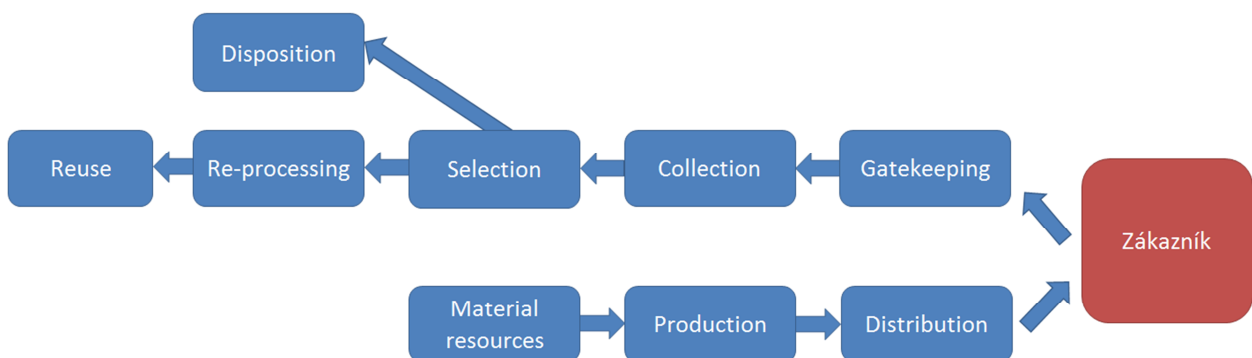 Disposition
Reuse
Re-processing
Selection
Collection
Gatekeeping
Zákazník
Material
resources
Production
Distribution